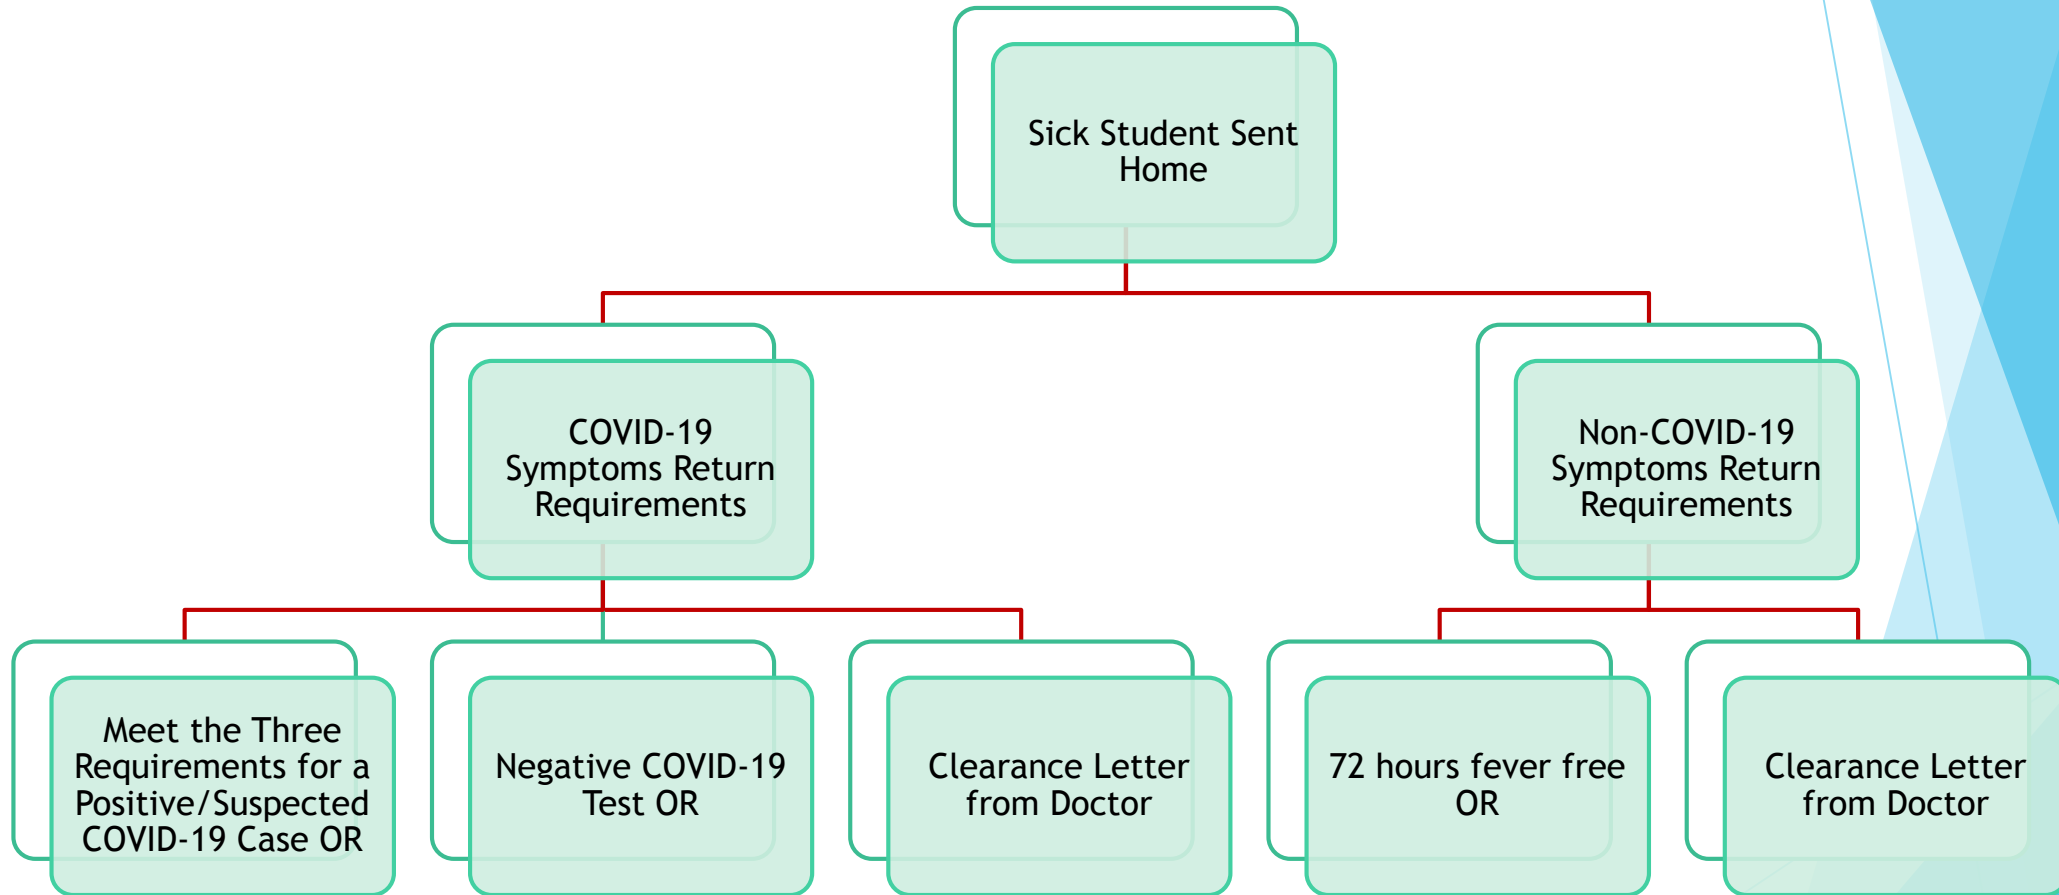 Sick Student Sent
Home
COVID-19
Symptoms Return
Requirements
Non-COVID-19
Symptoms Return
Requirements
Meet the Three
Requirements for a
Positive/Suspected
COVID-19 Case OR
Negative COVID-19
Test OR
Clearance Letter
from Doctor
72 hours fever free
OR
Clearance Letter
from Doctor